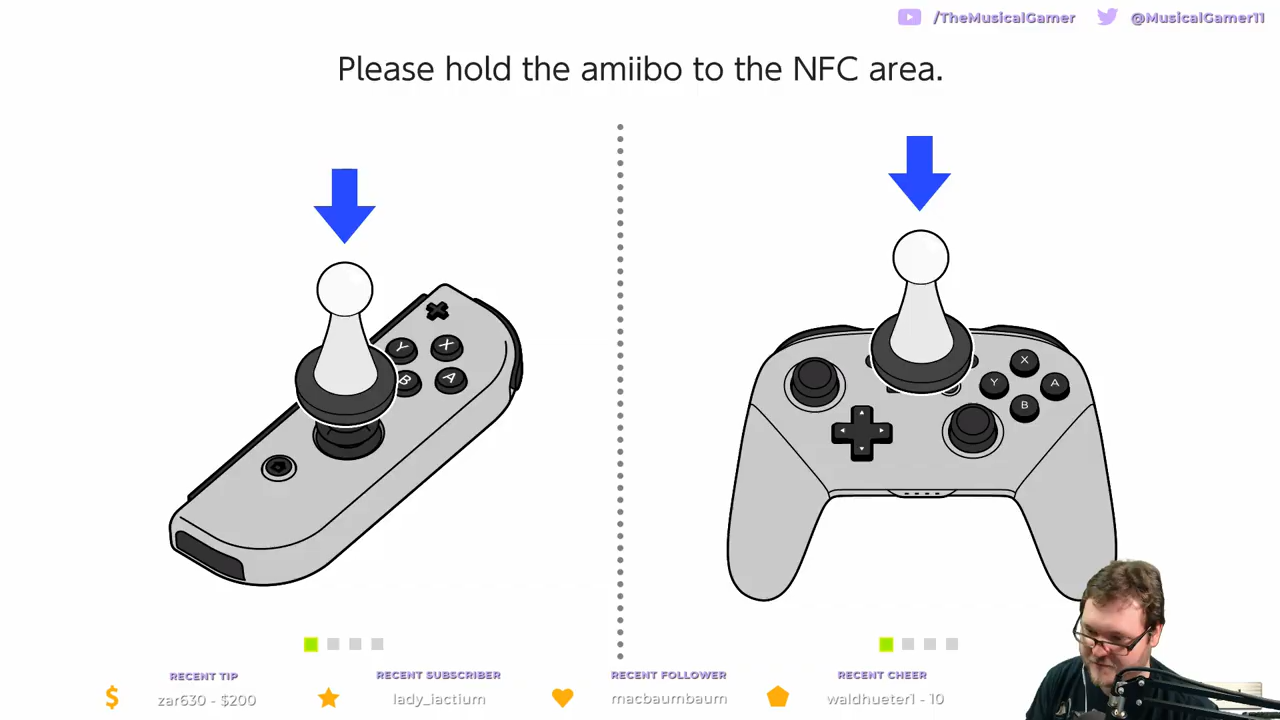 /TheMusicalGamer @MusicalGamer11
Please hold the amiibo to the NFC area.
Y X
B A
X
Y A
B
RECENT TIP RECENT SUBSCRIBER RECENT FOLLOWER RECENT CHEER
$ zar630 - $200 lady_iactium macbaumbaum waldhueter1 - 10